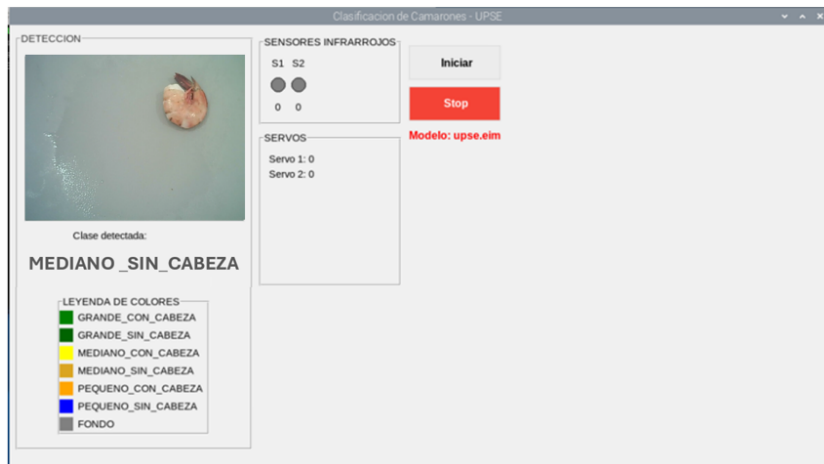 Clasificacion de Camarones - UPSE
DETECCION
Clase detectada:
MEDIANO _SIN_CABEZA
LEYENDA DE COLORES
GRANDE_CON_CABEZA
GRANDE_SIN_CABEZA
MEDIANO_CON_CABEZA
MEDIANO_SIN_CABEZA
PEQUENO_CON_CABEZA
PEQUENO_SIN_CABEZA
FONDO
SENSORES INFRARROJOS
S1 S2
0 0
SERVOS
Servo 1: 0
Servo 2: 0
Iniciar
Stop
Modelo: upse.eim